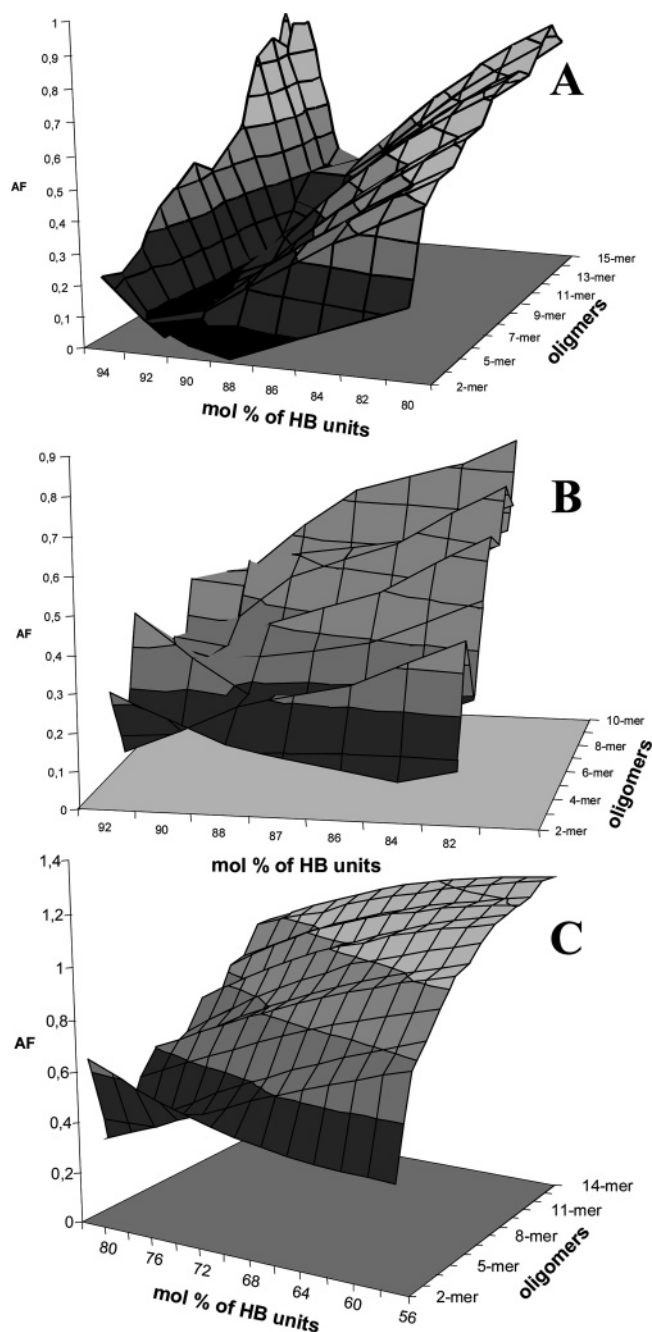 1
0,9
0,8
0,7
0,6
0,5
0,4
0,3
0,2
0,1
0
AF
A
94 92 90 88 86 84 82 80
mol % of HB units
15-mer
13-mer
11-mer
9-mer
7-mer
5-mer
2-mer
oligmers
0,9
0,8
0,7
0,6
0,5
0,4
0,3
0,2
0,1
0
AF
B
92 90 88 87 86 84 82
mol % of HB units
10-mer
8-mer
6-mer
4-mer
2-mer
oligomers
1,4
1,2
1
0,8
0,6
0,4
0,2
0
AF
C
80 76 72 68 64 60 56
mol % of HB units
14-mer
11-mer
8-mer
5-mer
2-mer
oligomers